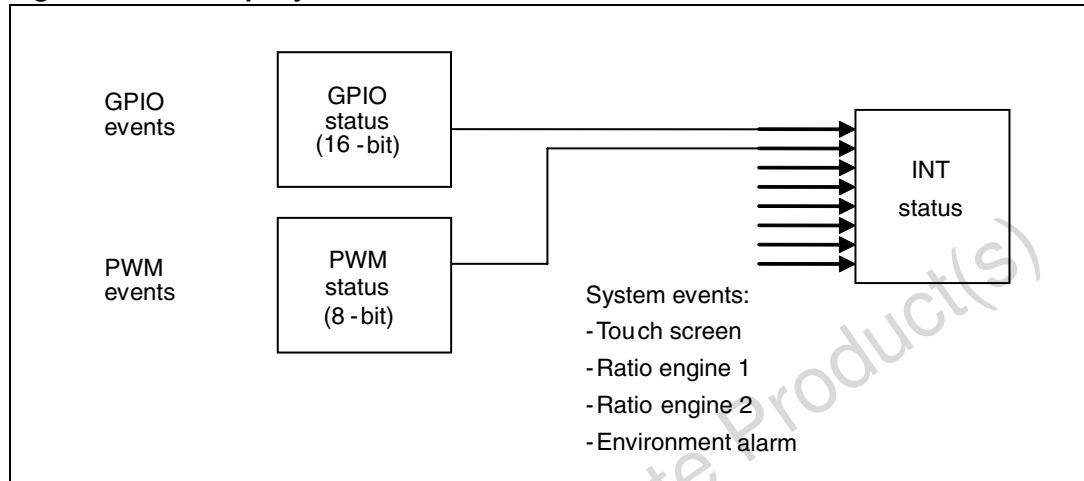 GPIO
events
GPIO
status
(16 -bit)
INT
status
PWM
events
PWM
status
(8 -bit)
System events:
-Touch screen
-Ratio engine 1
-Ratio engine 2
-Environment alarm
Product(s)